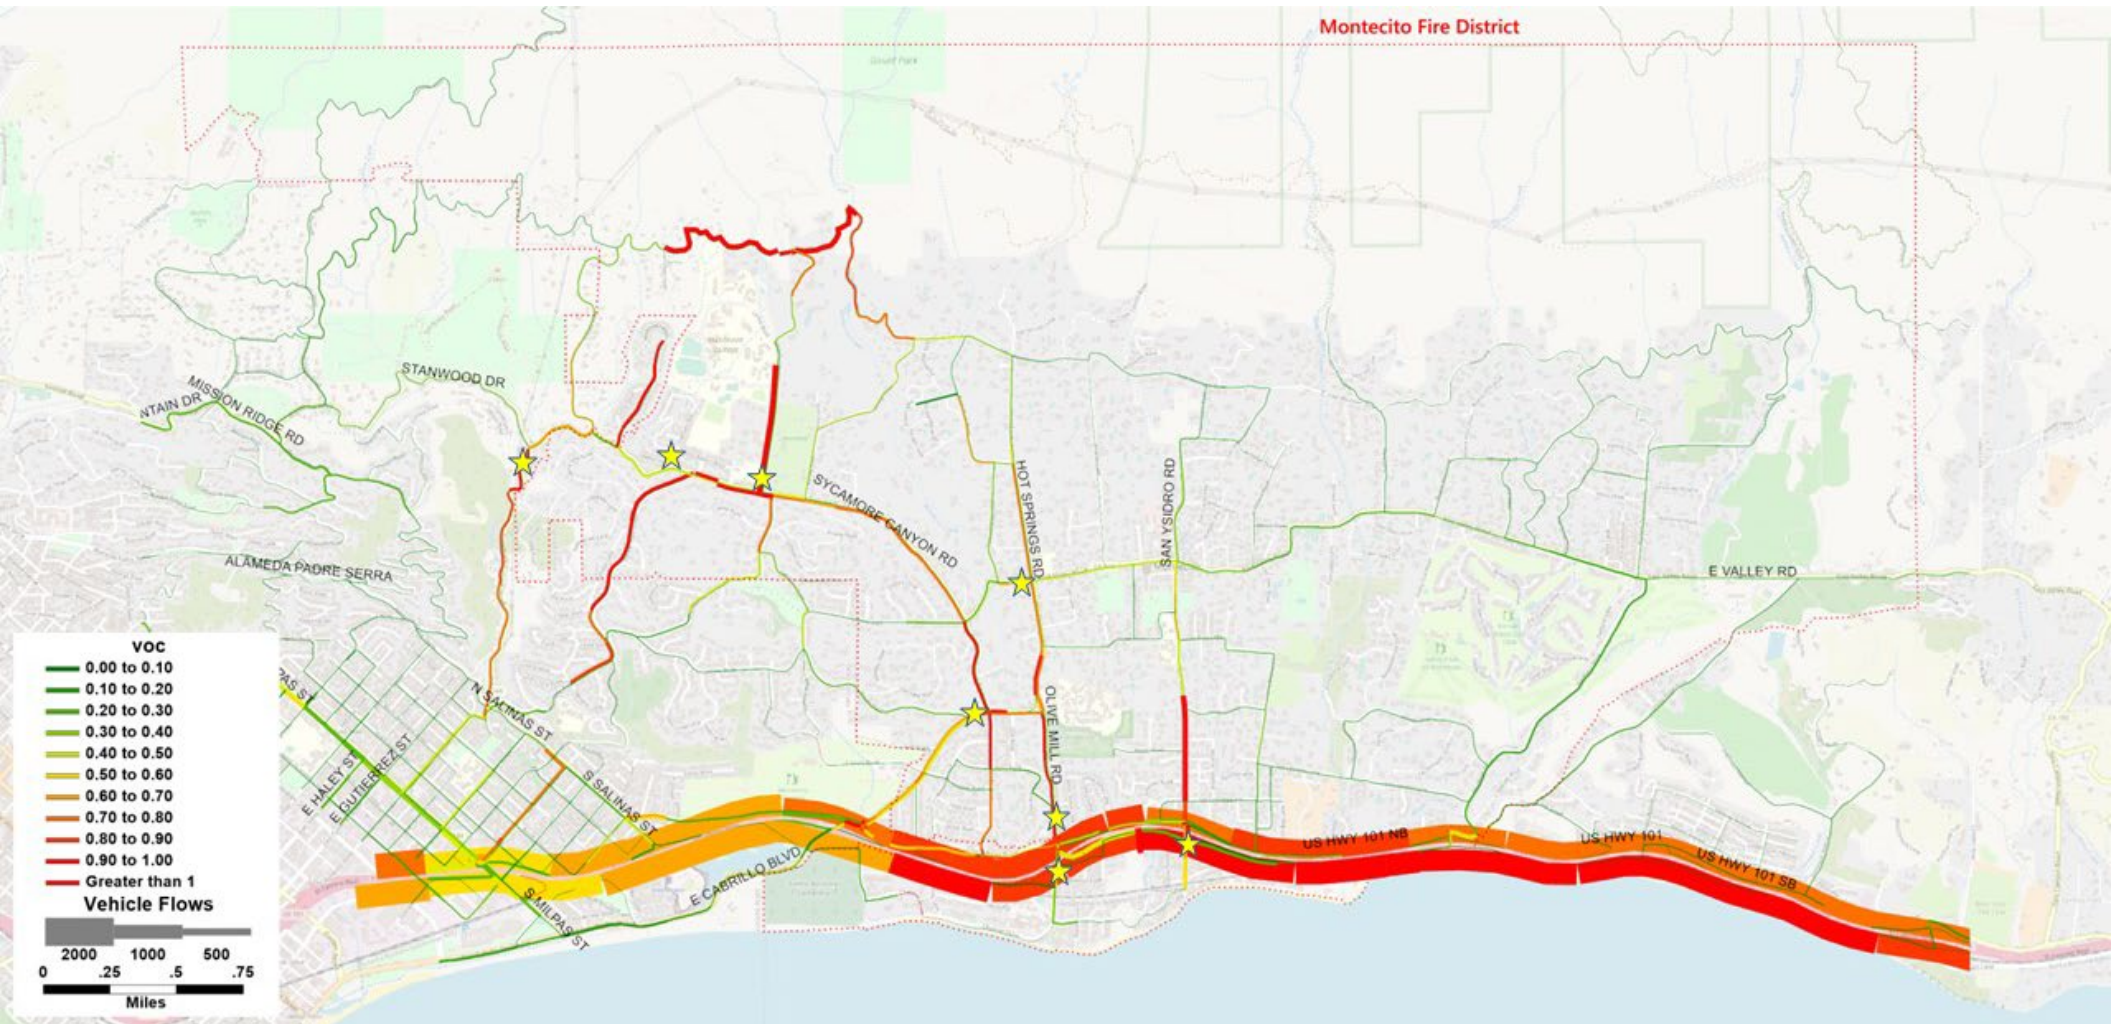 Montecito Fire District
STANWOOD DR
MISSION RIDGE RD
NTAIN DR
SYCAMORE CANYON RD
HOT SPRINGS RD
SAN YSIDRO RD
ALAMEDA PADRE SERRA
E VALLEY RD
PAS ST
N SALINAS ST
OLIVE MILL RD
E HALEY ST
E GUTIERREZ ST
S SALINAS ST
US HWY 101 NB
US HWY 101
US HWY 101 SB
E CABRILLO BLVD
S MILPAS ST
VOC
0.00 to 0.10
0.10 to 0.20
0.20 to 0.30
0.30 to 0.40
0.40 to 0.50
0.50 to 0.60
0.60 to 0.70
0.70 to 0.80
0.80 to 0.90
0.90 to 1.00
Greater than 1
Vehicle Flows
2000 1000 500
0 .25 .5 .75
Miles